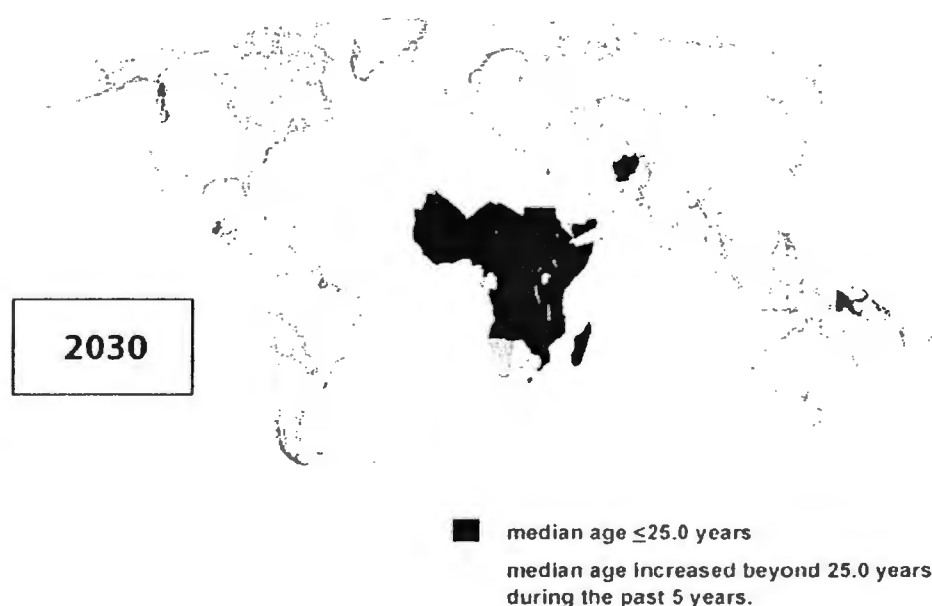 2030
median age ≤25.0 years
median age increased beyond 25.0 years
during the past 5 years.